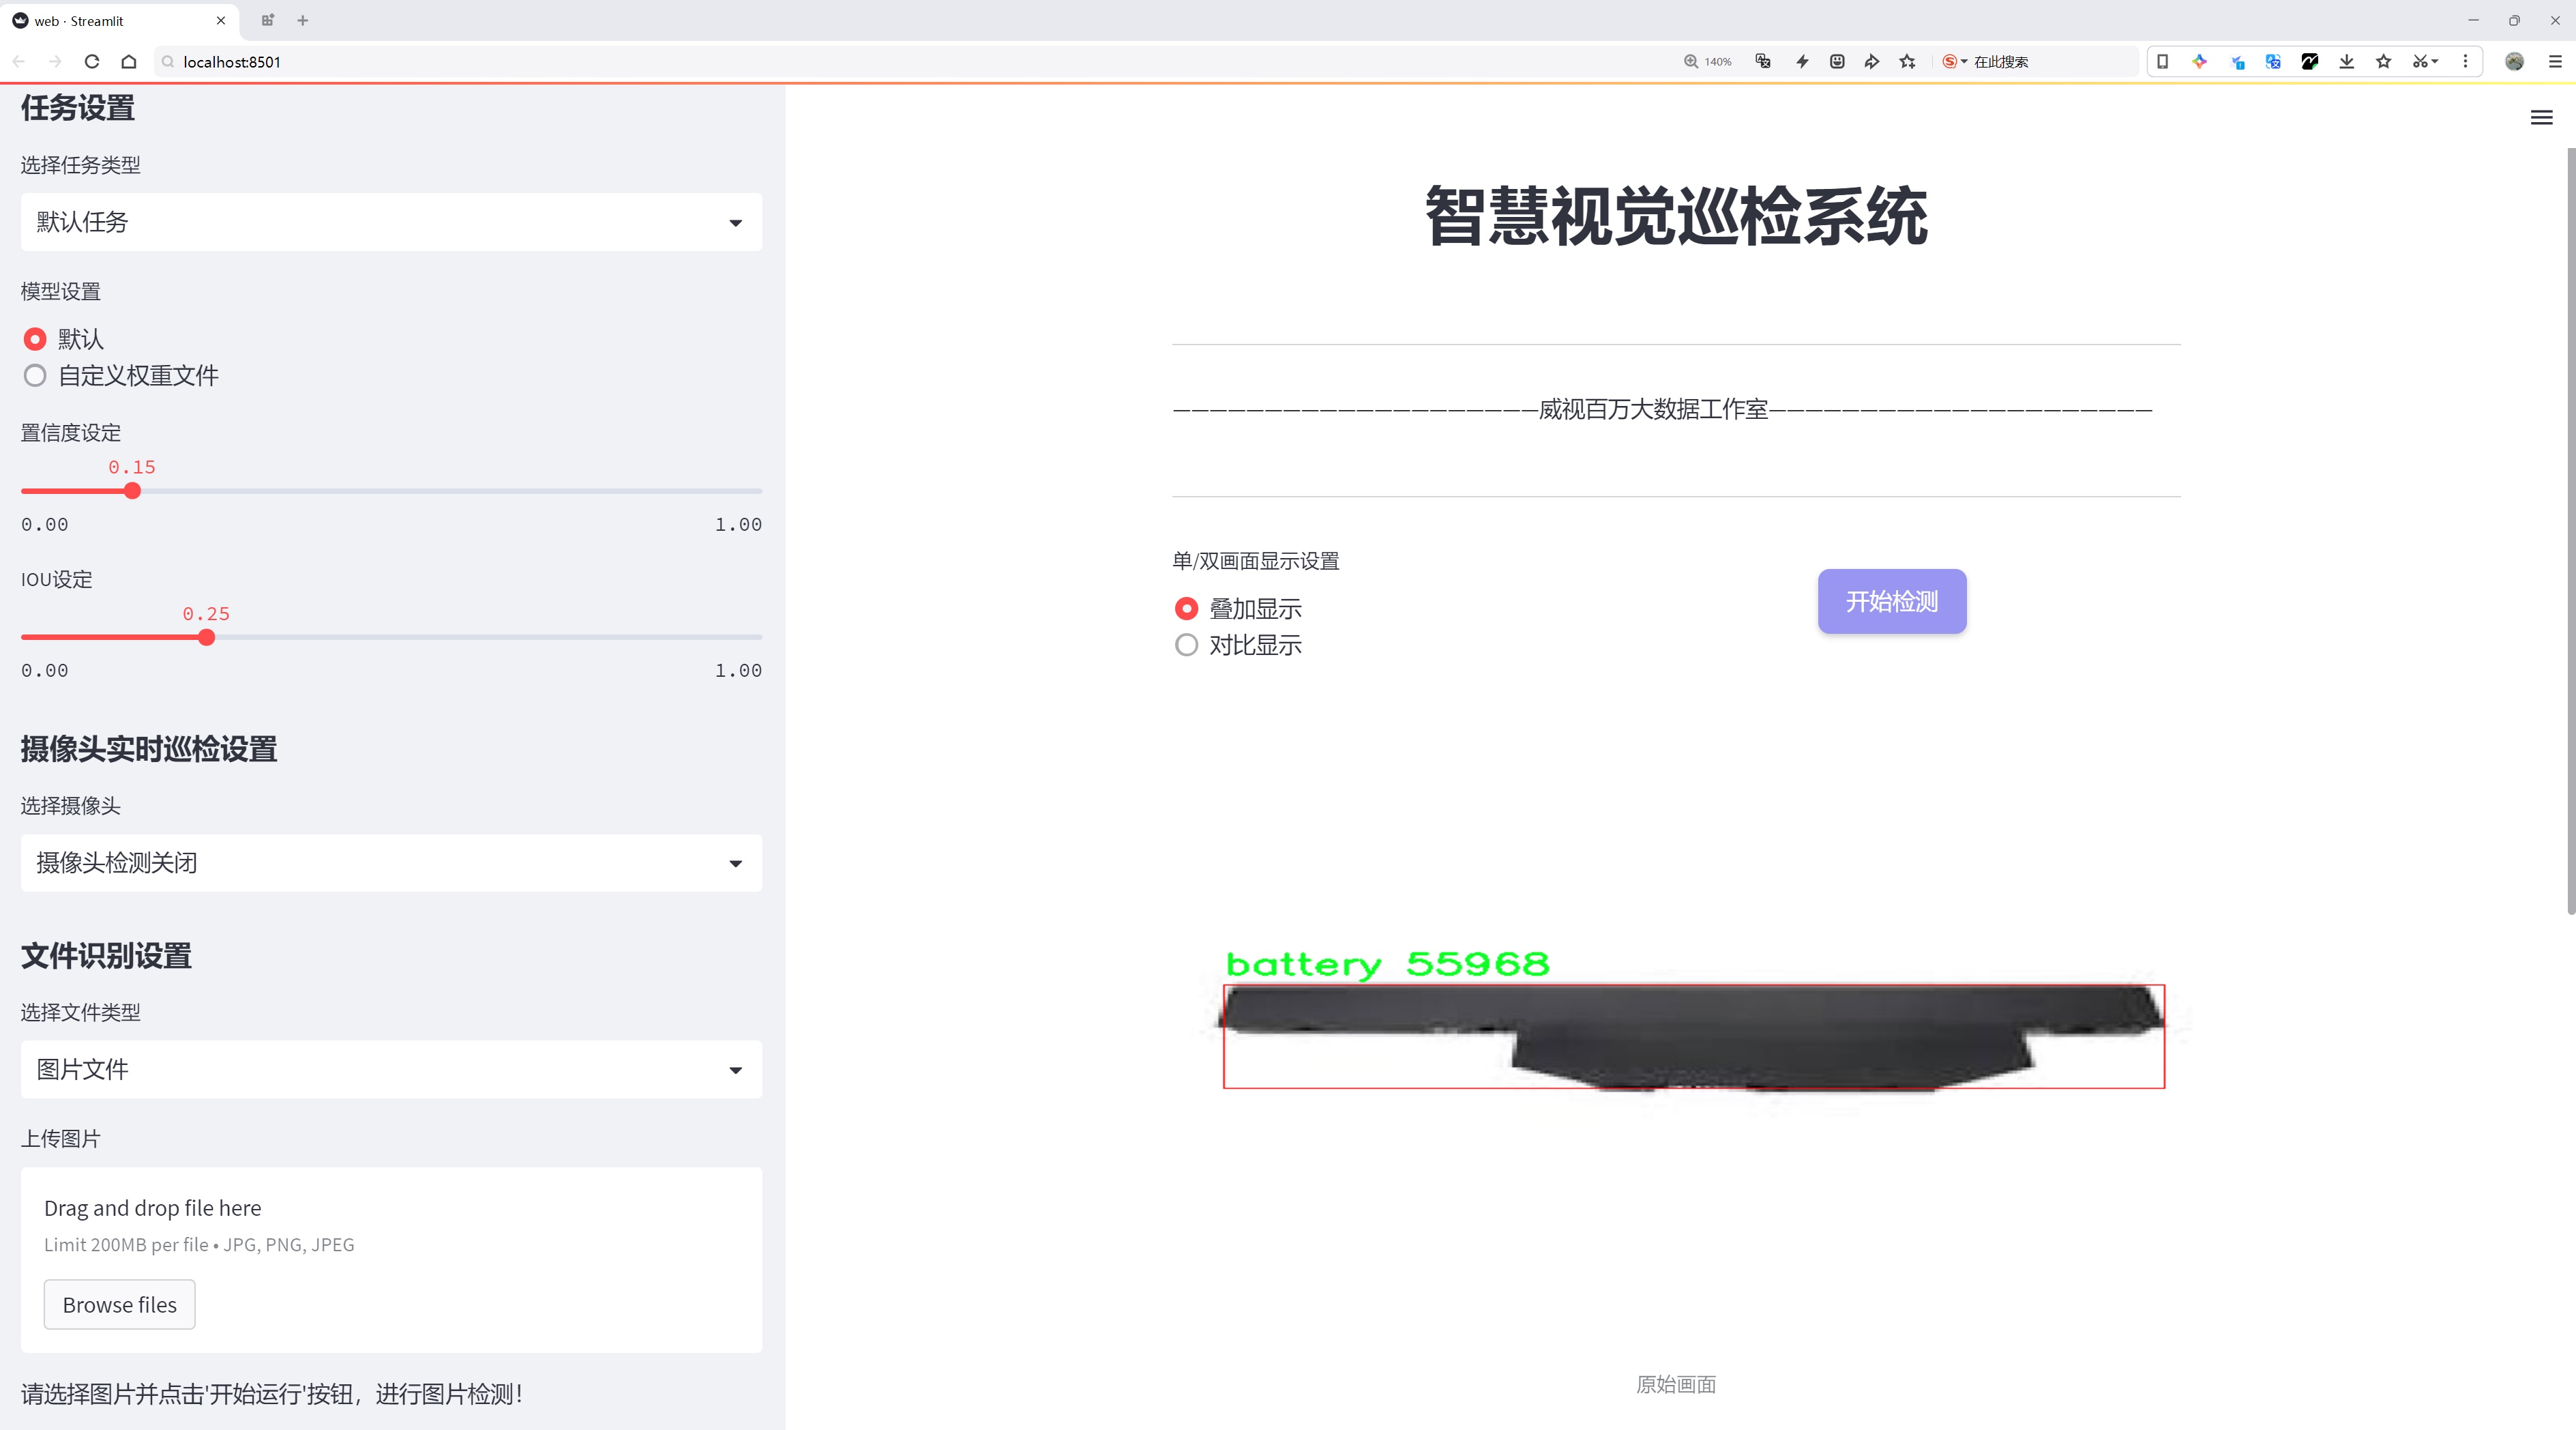 web · Streamlit
localhost:8501
140%
在此搜索
任务设置
选择任务类型
默认任务
模型设置
默认
自定义权重文件
置信度设定
0.15
0.00 1.00
IOU设定
0.25
0.00 1.00
摄像头实时巡检设置
选择摄像头
摄像头检测关闭
文件识别设置
选择文件类型
图片文件
上传图片
Drag and drop file here
Limit 200MB per file • JPG, PNG, JPEG
Browse files
请选择图片并点击'开始运行'按钮，进行图片检测！
智慧视觉巡检系统
————————————————————威视百万大数据工作室—————————————————————
单/双画面显示设置
叠加显示
对比显示
开始检测
battery 55968
原始画面